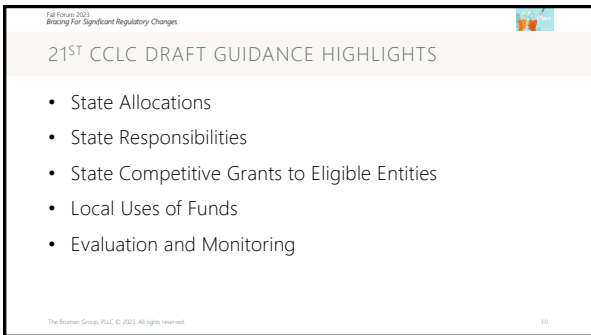 Fall Forum 2023
Bracing For Significant Regulatory Changes
21ST CCLC DRAFT GUIDANCE HIGHLIGHTS
• State Allocations
• State Responsibilities
• State Competitive Grants to Eligible Entities
• Local Uses of Funds
• Evaluation and Monitoring
The Bruman Group, PLLC © 2023. All rights reserved.
30